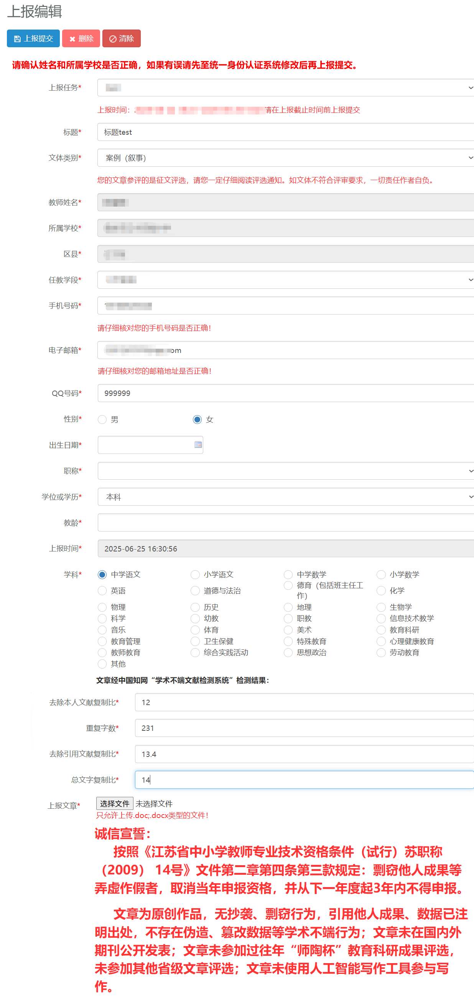 上报编辑
上报提交 删除 清除
请确认姓名和所属学校是否正确，如果有误请先至统一身份认证系统修改后再上报提交。
上报任务*
上报时间： 请在上报截止时间前上报提交
标题* 标题test
文体类别* 案例（叙事）
您的文章参评的是征文评选，请您一定仔细阅读评选通知。如文体不符合评审要求，一切责任作者自负。
教师姓名*
所属学校*
区县*
任教学段*
手机号码*
请仔细核对您的手机号码是否正确！
电子邮箱* om
请仔细核对您的邮箱地址是否正确！
QQ号码* 999999
性别* 男 女
出生日期*
职称*
学位或学历* 本科
教龄*
上报时间* 2025-06-25 16:30:56
学科* 中学语文 小学语文 中学数学 小学数学
英语 道德与法治 德育（包括班主任工 化学
作）
物理 历史 地理 生物学
科学 幼教 职教 信息技术教学
音乐 体育 美术 教育科研
教育管理 卫生保健 特殊教育 心理健康教育
教师教育 综合实践活动 思想政治 劳动教育
其他
文章经中国知网“学术不端文献检测系统”检测结果：
去除本人文献复制比* 12
重复字数* 231
去除引用文献复制比* 13.4
总文字复制比* 14
上报文章* 选择文件 未选择文件
只允许上传.doc;.docx类型的文件！
诚信宣誓：
按照《江苏省中小学教师专业技术资格条件（试行）苏职称
（2009） 14号》文件第二章第四条第三款规定：剽窃他人成果等
弄虚作假者，取消当年申报资格，并从下一年度起3年内不得申报。
文章为原创作品，无抄袭、剽窃行为，引用他人成果、数据已注
明出处，不存在伪造、篡改数据等学术不端行为；文章未在国内外
期刊公开发表；文章未参加过往年“师陶杯”教育科研成果评选，
未参加其他省级文章评选；文章未使用人工智能写作工具参与写
作。